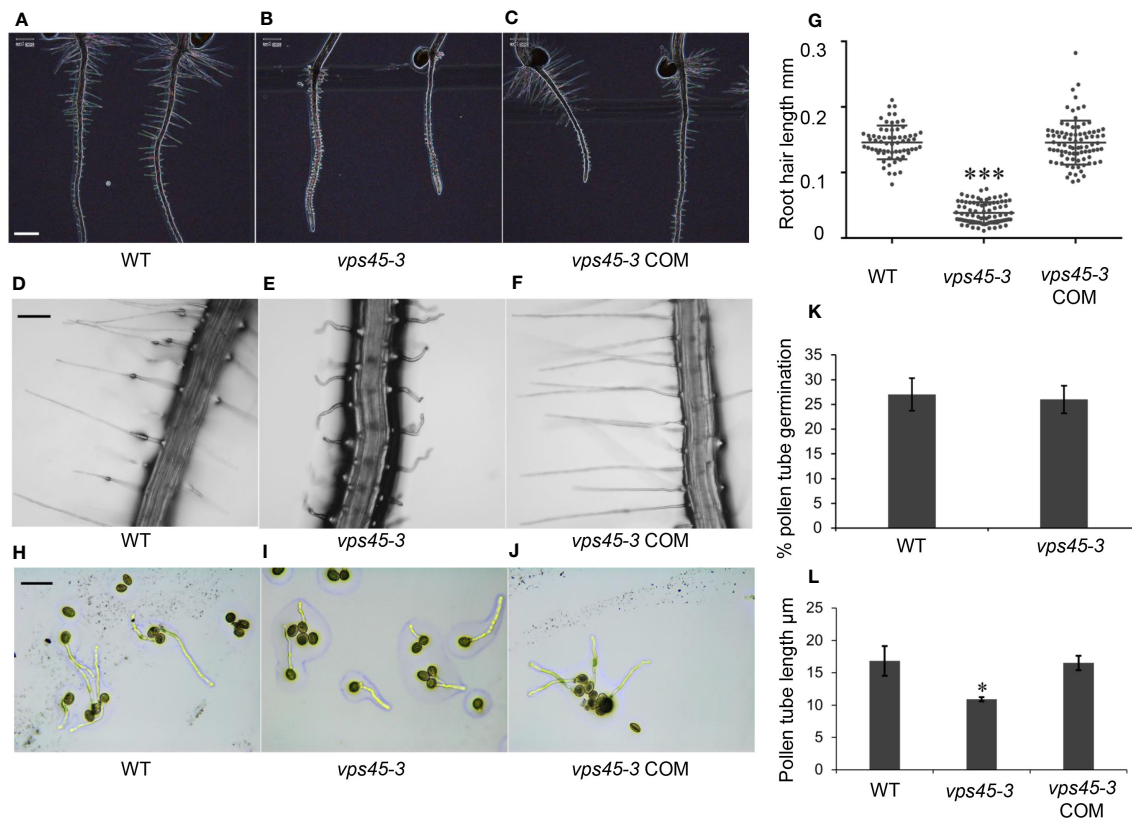 A
B
C
WT
vps45-3
vps45-3 COM
D
E
F
WT
vps45-3
vps45-3 COM
H
I
J
WT
vps45-3
vps45-3 COM
G
Root hair length mm
0.3
0.2
0.1
0
***
WT
vps45-3
vps45-3
COM
K
% pollen tube germination
35
30
25
20
15
10
5
0
WT
vps45-3
L
Pollen tube length µm
25
20
15
10
5
0
*
WT
vps45-3
vps45-3
COM